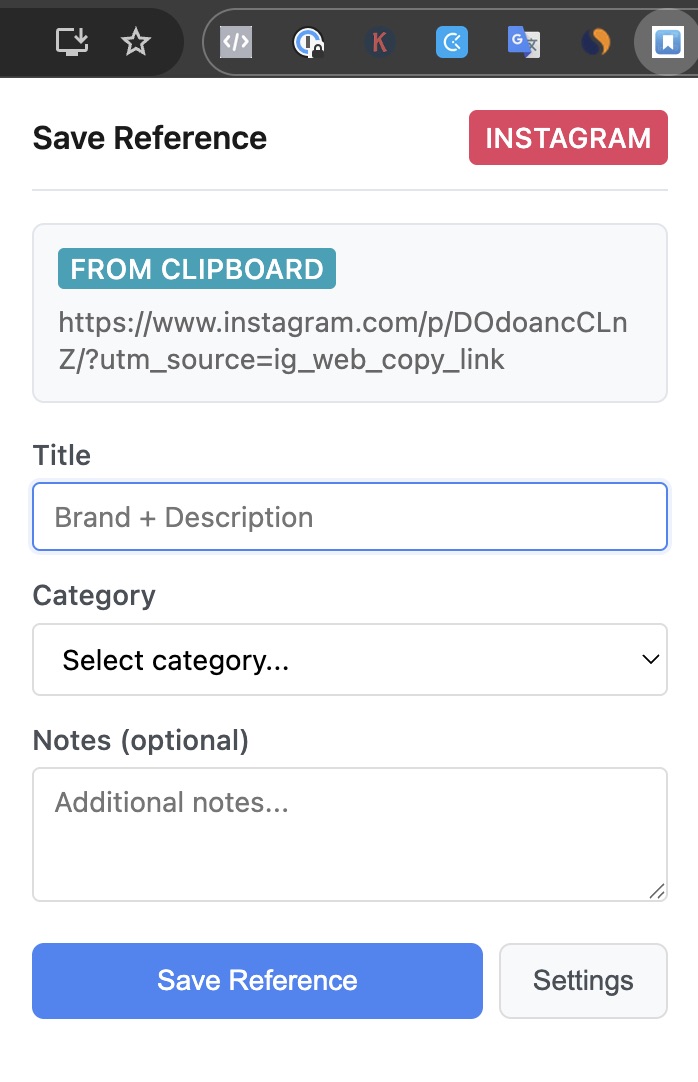 Save Reference
INSTAGRAM
FROM CLIPBOARD
https://www.instagram.com/p/DOdoancCLn
Z/?utm_source=ig_web_copy_link
Title
Brand + Description
Category
Select category...
Notes (optional)
Additional notes...
Save Reference
Settings